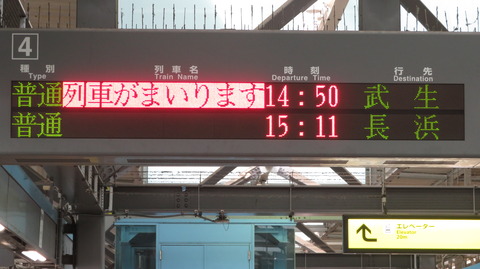 4
種 別 列 車 名 時 刻 行 先
Type Train Name Departure Time Destination
普通 列車がまいります 14:50 武 生
普通 15:11 長 浜
エレベーター
Elevator